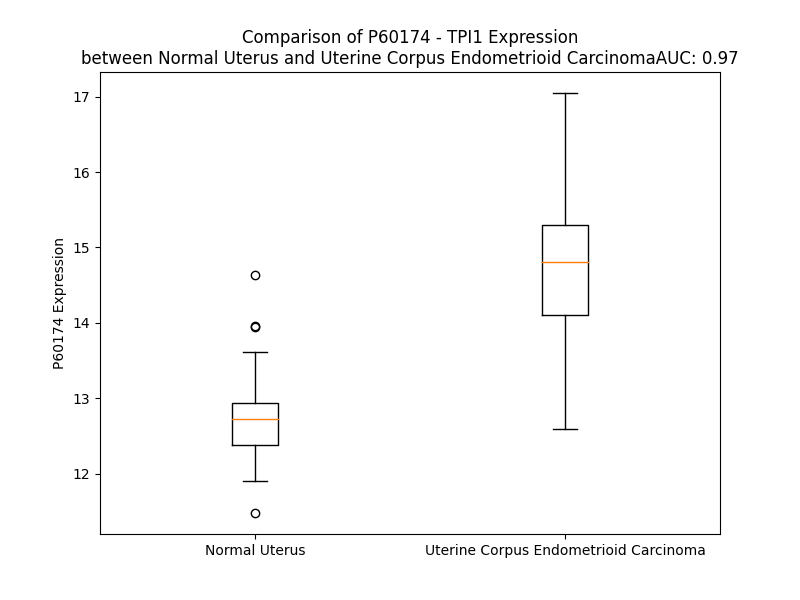 Comparison of P60174 - TPI1 Expression
between Normal Uterus and Uterine Corpus Endometrioid CarcinomaAUC: 0.97
17
16
15
14
13
12
P60174 Expression
Normal Uterus
Uterine Corpus Endometrioid Carcinoma